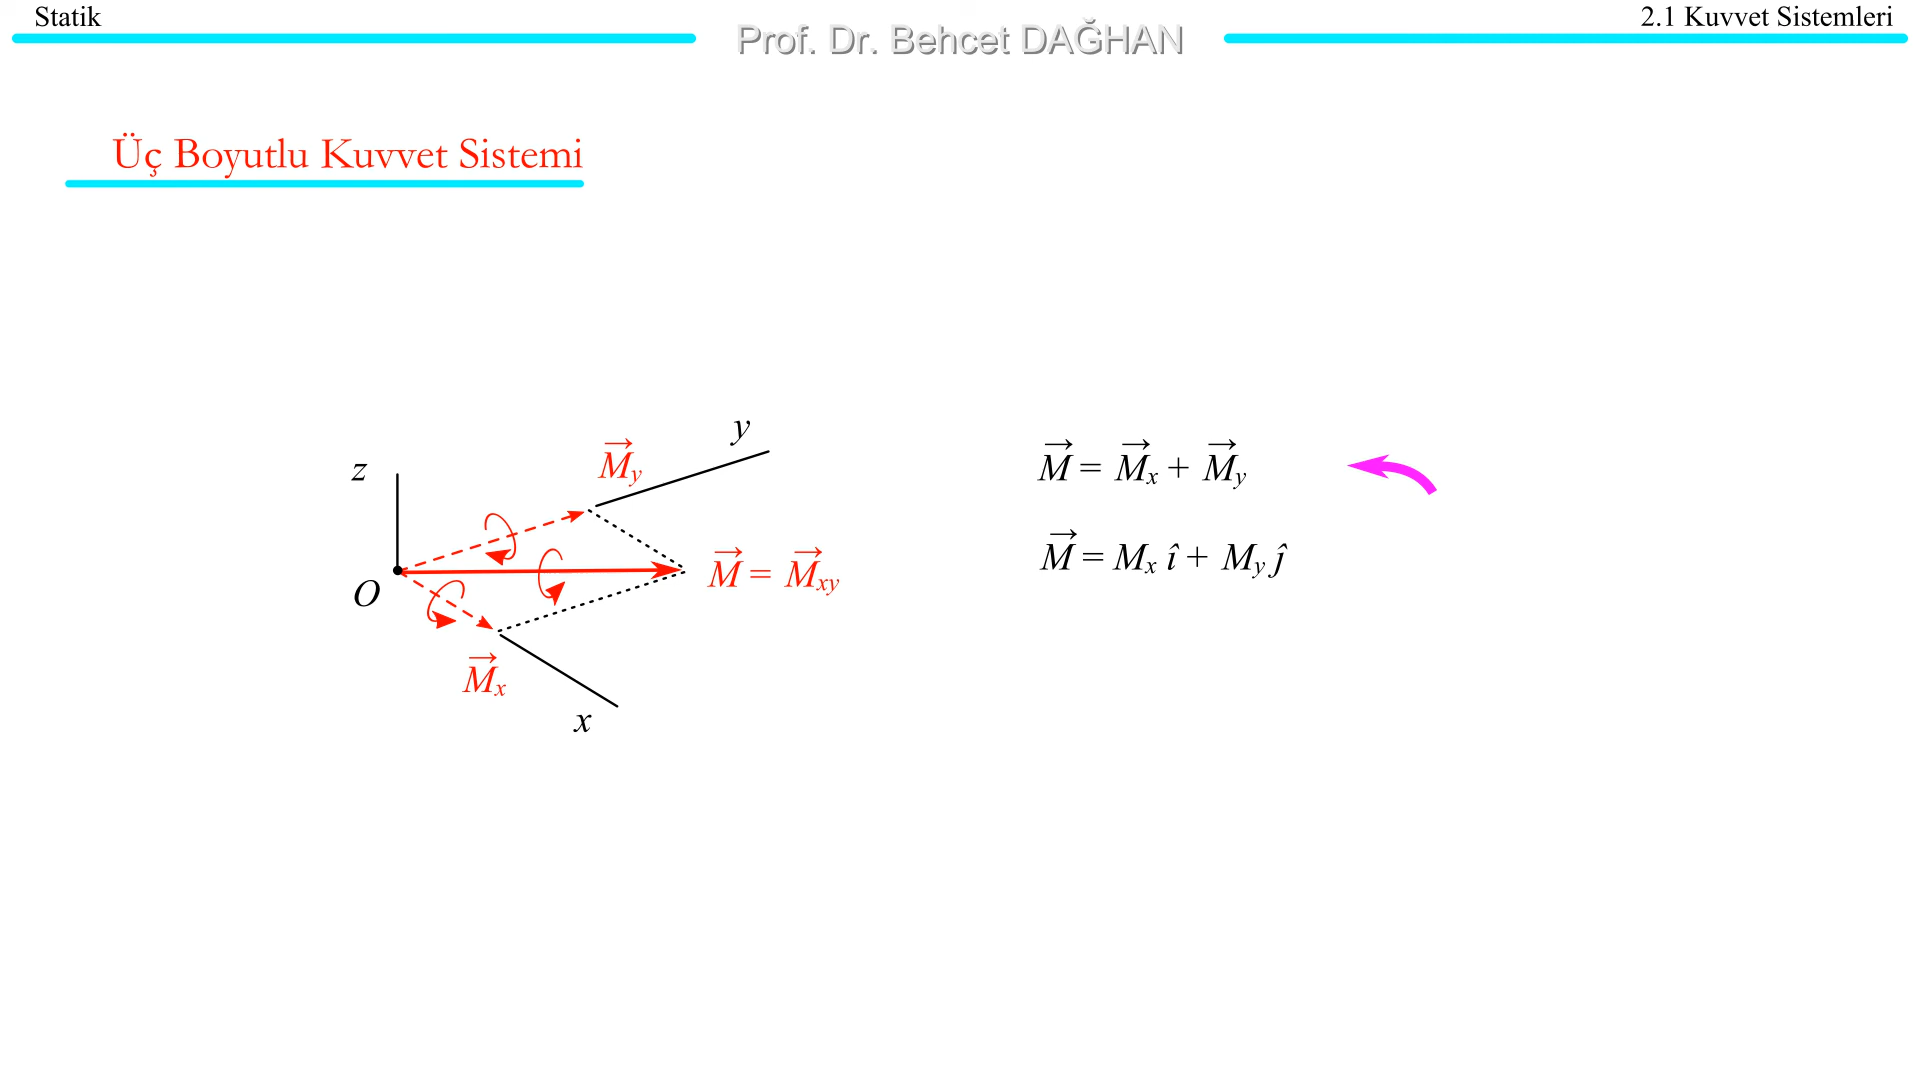 Statik
Prof. Dr. Behcet DAĞHAN
2.1 Kuvvet Sistemleri
Üç Boyutlu Kuvvet Sistemi
y
M⃗y
z
M⃗ = M⃗x + M⃗y
M⃗ = Mx î + My ĵ
M⃗ = M⃗xy
O
M⃗x
x